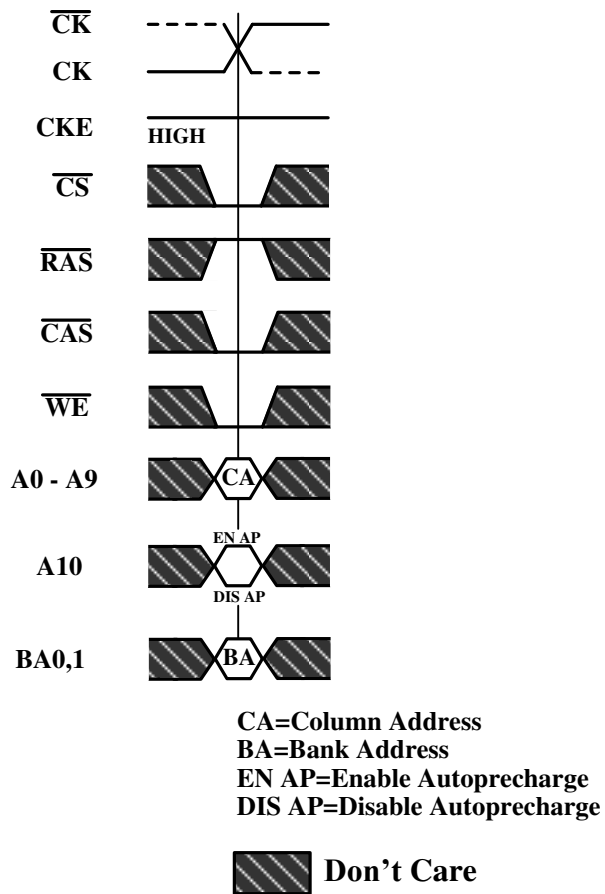 CK
CK
CKE
HIGH
CS
RAS
CAS
WE
A0 - A9
CA
EN AP
A10
DIS AP
BA0,1
BA
CA=Column Address
BA=Bank Address
EN AP=Enable Autoprecharge
DIS AP=Disable Autoprecharge
Don't Care